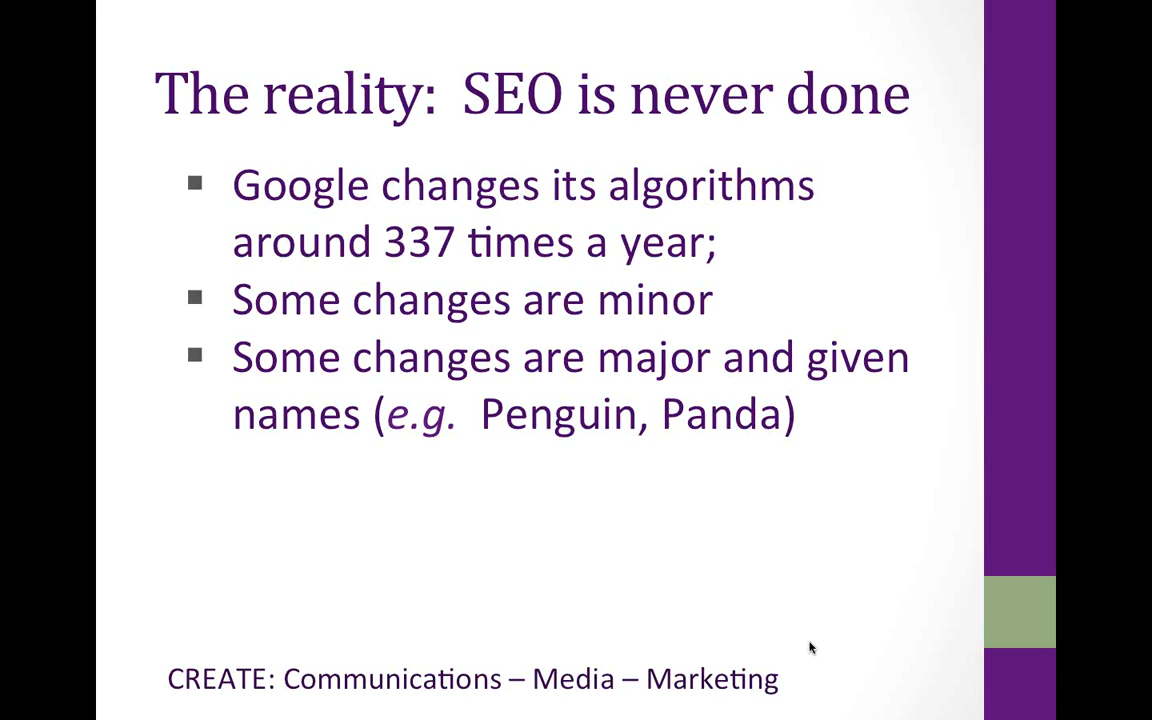 The reality:  SEO is never done
▪ Google changes its algorithms
around 337 times a year;
▪ Some changes are minor
▪ Some changes are major and given
names (e.g.  Penguin, Panda)
CREATE: Communications – Media – Marketing